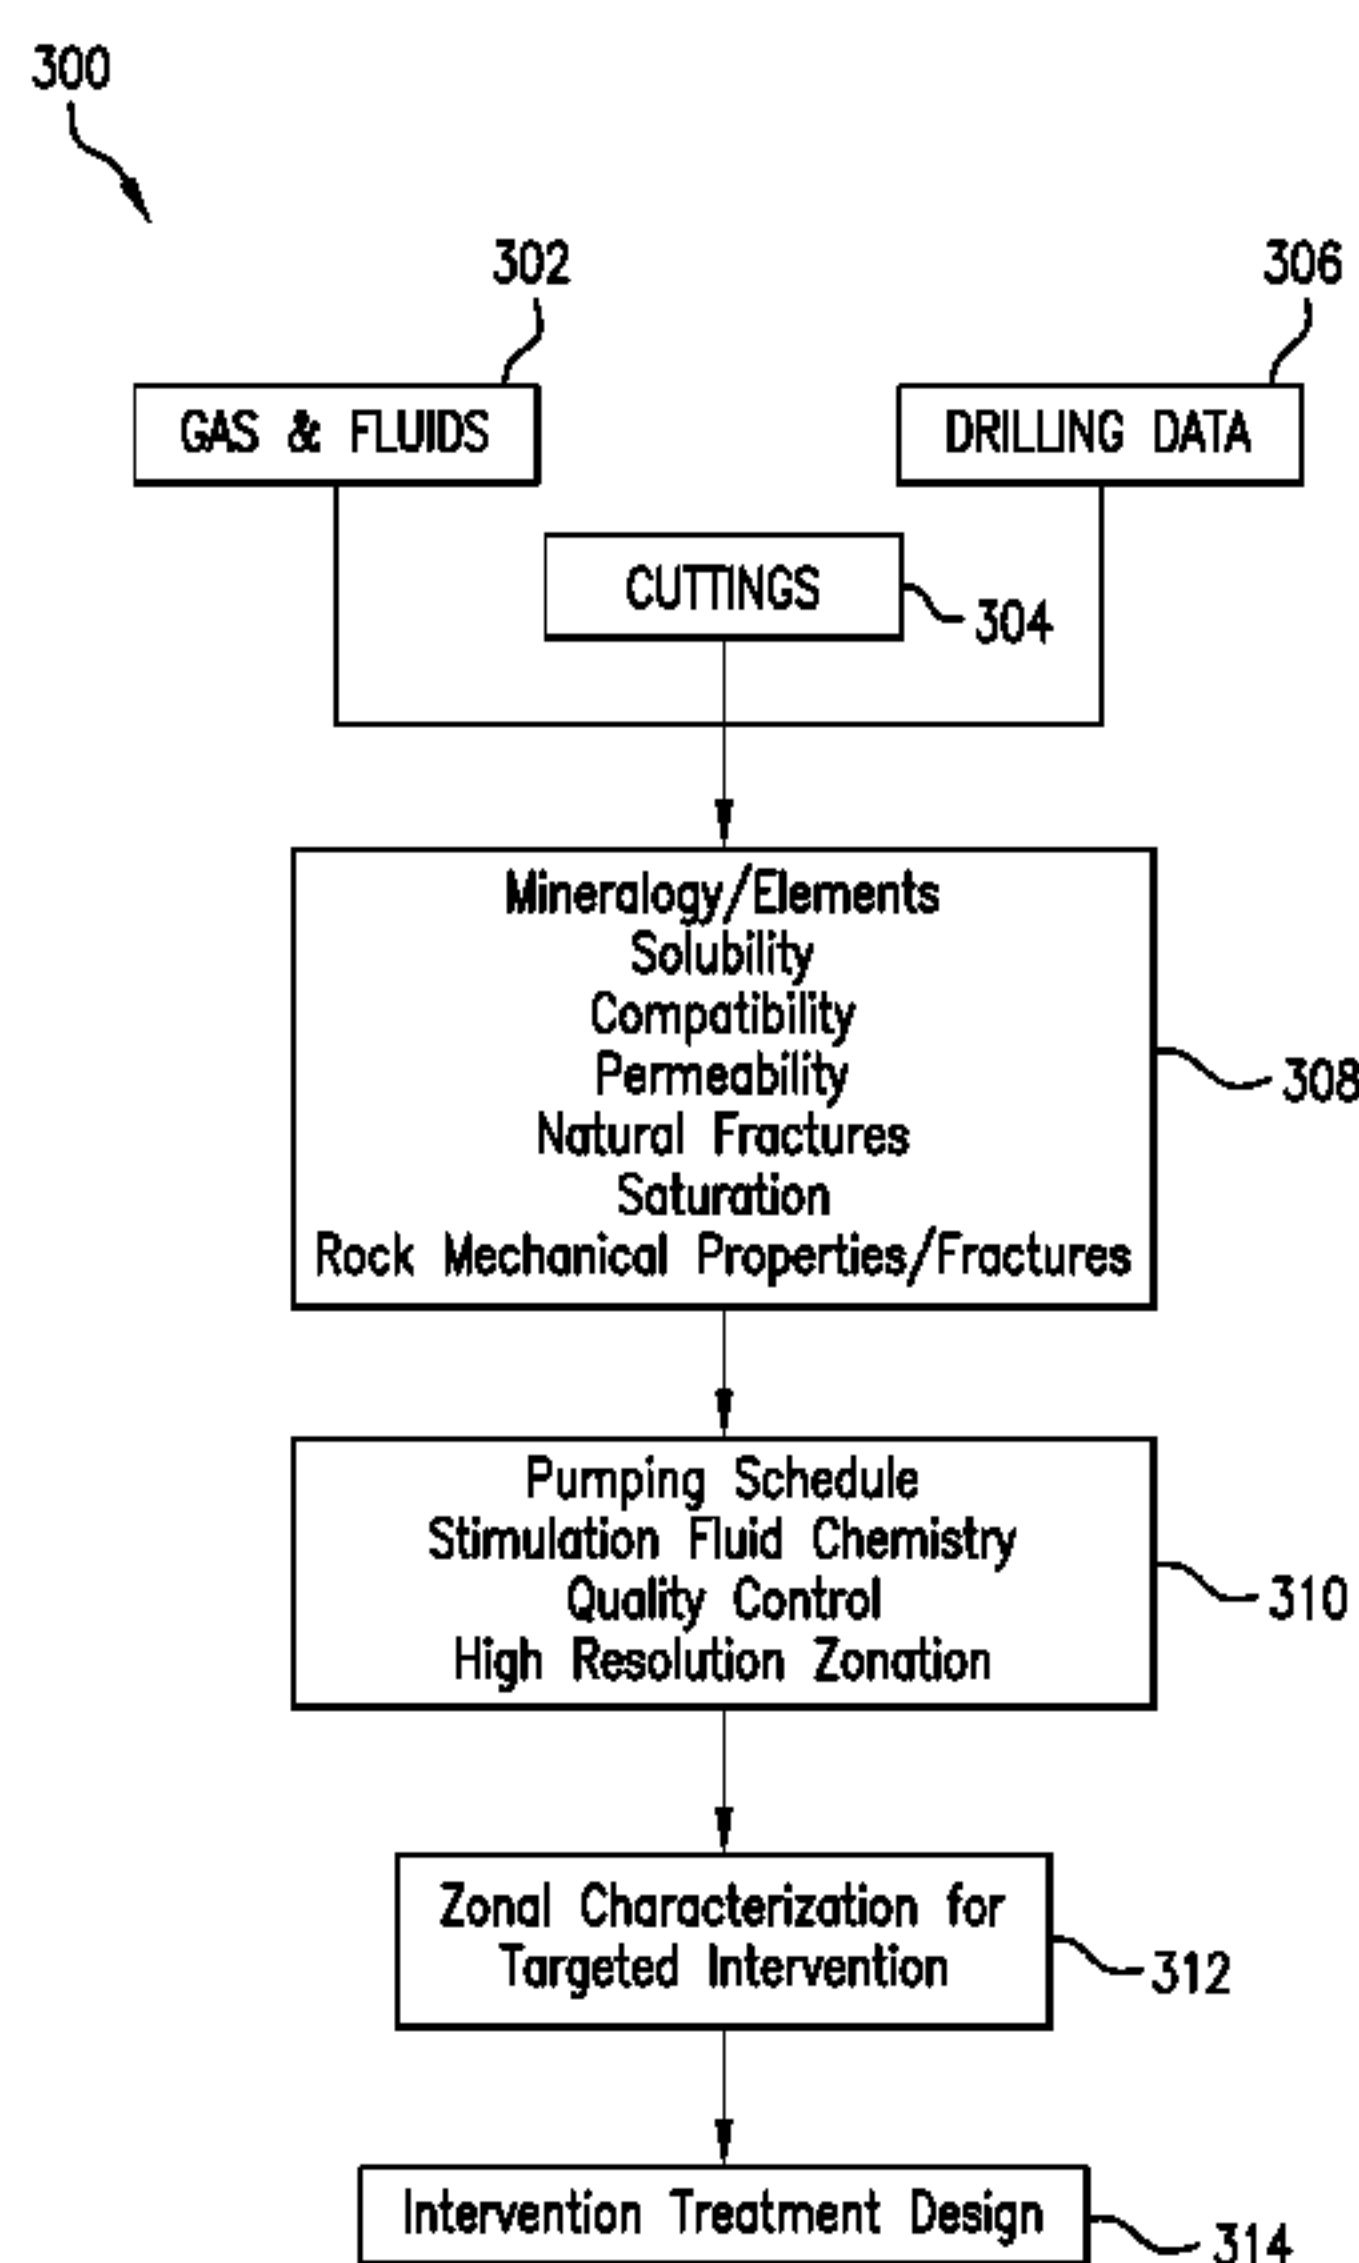 300
302
306
GAS & FLUIDS
DRILLING DATA
CUTTINGS
304
Mineralogy/Elements
Solubility
Compatibility
Permeability
Natural Fractures
Saturation
Rock Mechanical Properties/Fractures
308
Pumping Schedule
Stimulation Fluid Chemistry
Quality Control
High Resolution Zonation
310
Zonal Characterization for
Targeted Intervention
312
Intervention Treatment Design
314